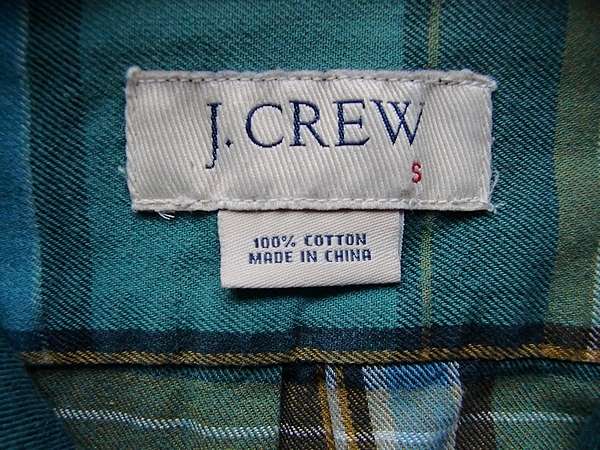 J. CREW
S
100% COTTON
MADE IN CHINA